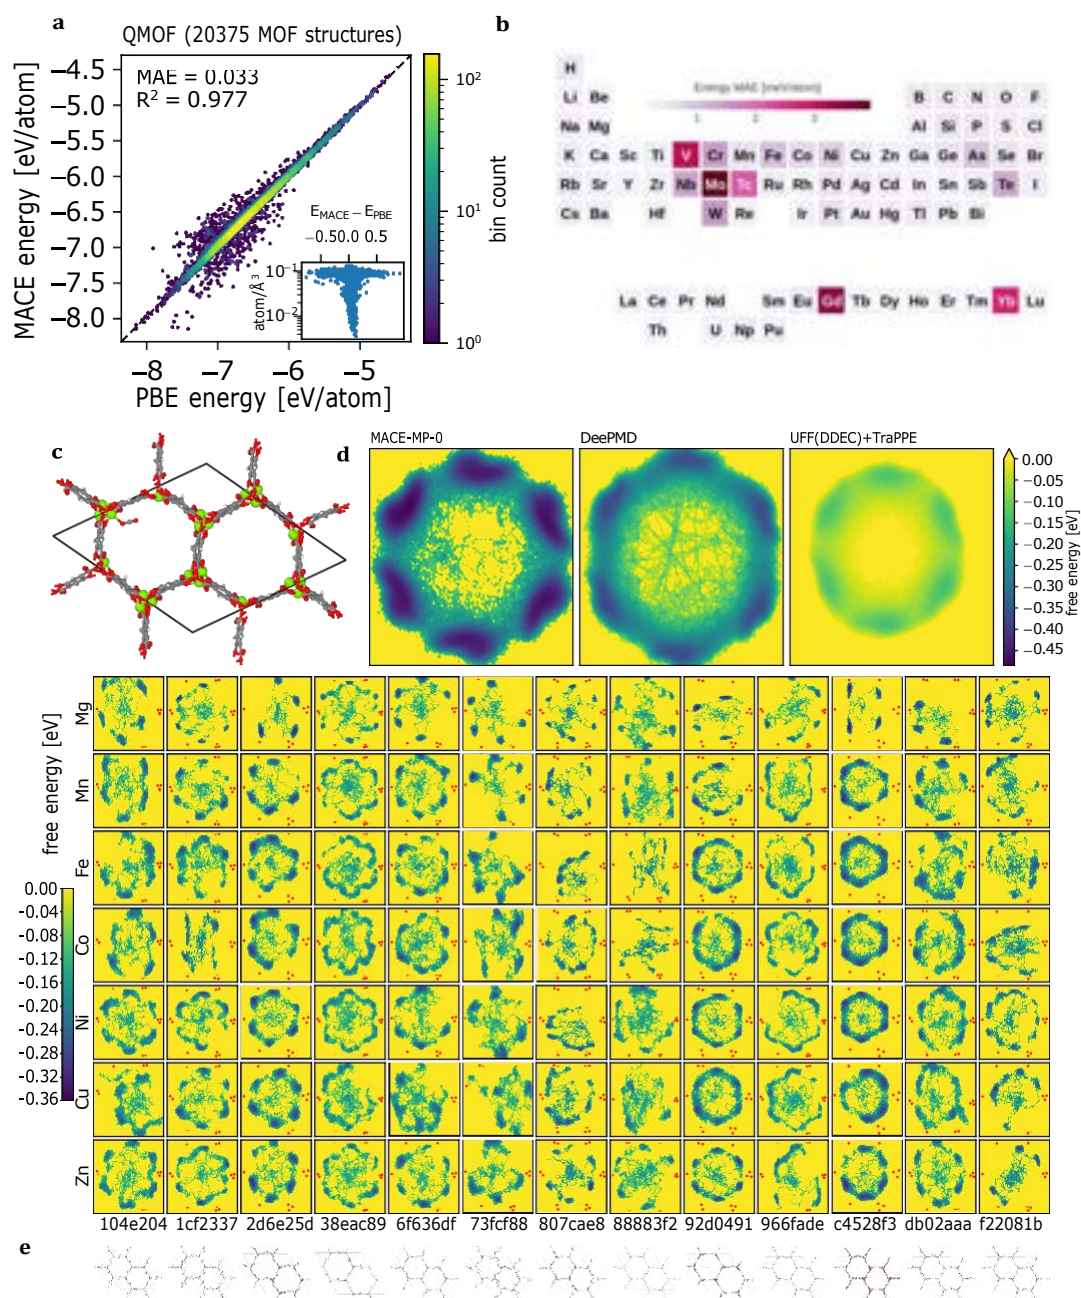 a
QMOF (20375 MOF structures)
MAE = 0.033
R² = 0.977
−4.5
−5.0
−5.5
−6.0
−6.5
−7.0
−7.5
−8.0
MACE energy [eV/atom]
−8
−7
−6
−5
PBE energy [eV/atom]
E_MACE − E_PBE
−0.5 0.0 0.5
10⁻¹
10⁻²
atom/Å³
10²
10¹
10⁰
bin count
b
Energy MAE [meV/atom]
1 2 3
H
Li Be B C N O F
Na Mg Al Si P S Cl
K Ca Sc Ti V Cr Mn Fe Co Ni Cu Zn Ga Ge As Se Br
Rb Sr Y Zr Nb Mo Tc Ru Rh Pd Ag Cd In Sn Sb Te I
Cs Ba Hf W Re Ir Pt Au Hg Tl Pb Bi
La Ce Pr Nd Sm Eu Gd Tb Dy Ho Er Tm Yb Lu
Th U Np Pu
c
d
MACE-MP-0
DeePMD
UFF(DDEC)+TraPPE
0.00
−0.05
−0.10
−0.15
−0.20
−0.25
−0.30
−0.35
−0.40
−0.45
free energy [eV]
free energy [eV]
0.00
-0.04
-0.08
-0.12
-0.16
-0.20
-0.24
-0.28
-0.32
-0.36
Mg
Mn
Fe
Co
Ni
Cu
Zn
104e204 1cf2337 2d6e25d 38eac89 6f636df 73fcf88 807cae8 88883f2 92d0491 966fade c4528f3 db02aaa f22081b
e